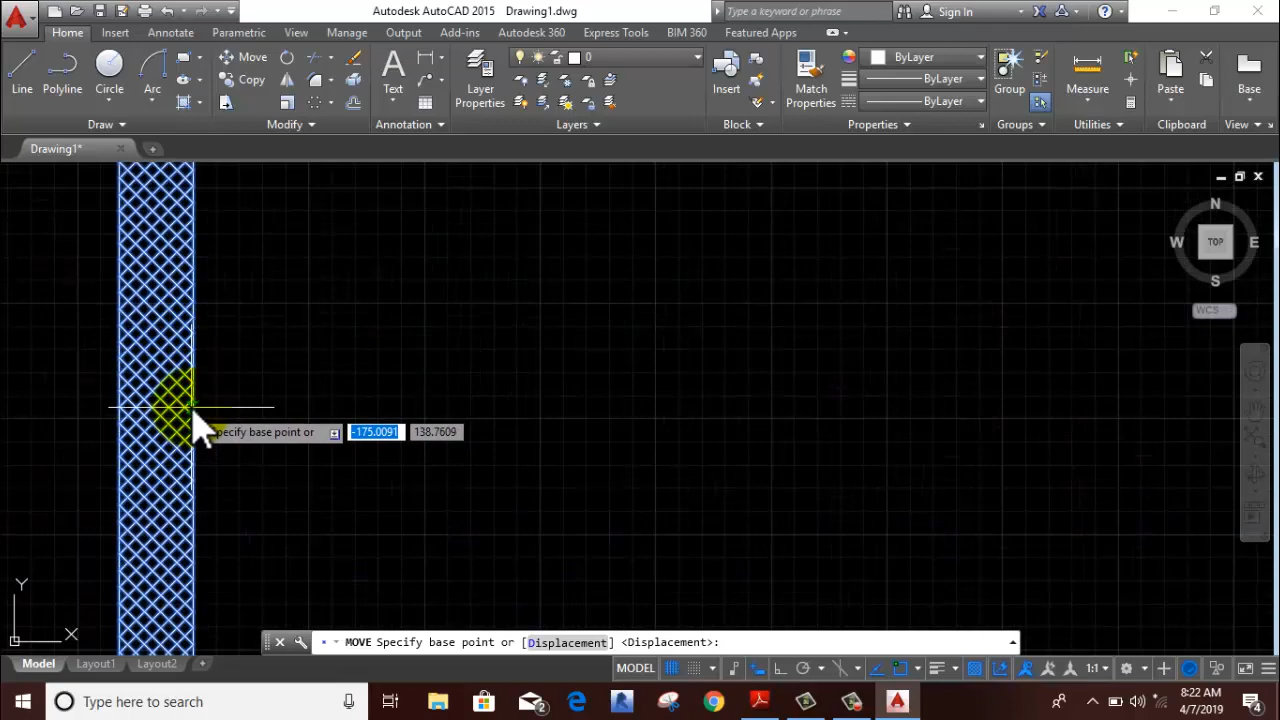 Autodesk AutoCAD 2015 Drawing1.dwg
Type a keyword or phrase
Sign In
Home Insert Annotate Parametric View Manage Output Add-ins Autodesk 360 Express Tools BIM 360 Featured Apps
Line
Polyline
Circle
Arc
Move
Copy
Text
Layer
Properties
0
Insert
Match
Properties
ByLayer
ByLayer
ByLayer
Group
Measure
Paste
Base
Draw Modify Annotation Layers Block Properties Groups Utilities Clipboard View
Drawing1*
N
W TOP E
S
WCS
pecify base point or -175.0091 138.7609
Y
X
MOVE Specify base point or [Displacement] <Displacement>:
Model Layout1 Layout2
MODEL 1:1
Type here to search
2
8:22 AM
4/7/2019
4